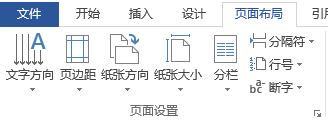 文件 开始 插入 设计 页面布局 引用
文字方向 页边距 纸张方向 纸张大小 分栏 分隔符
行号
断字
页面设置